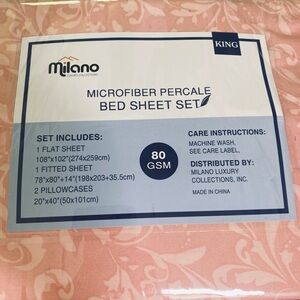 KING
Milano
MICROFIBER PERCALE
BED SHEET SET
SET INCLUDES:
1 FLAT SHEET
108"x102"(274x259cm)
1 FITTED SHEET
78"x80"+14"(198x203+35.5cm)
2 PILLOWCASES
20"x40"(50x101cm)
80
GSM
CARE INSTRUCTIONS:
MACHINE WASH,
SEE CARE LABEL,
DISTRIBUTED BY:
MILANO LUXURY
COLLECTIONS, INC.
MADE IN CHINA